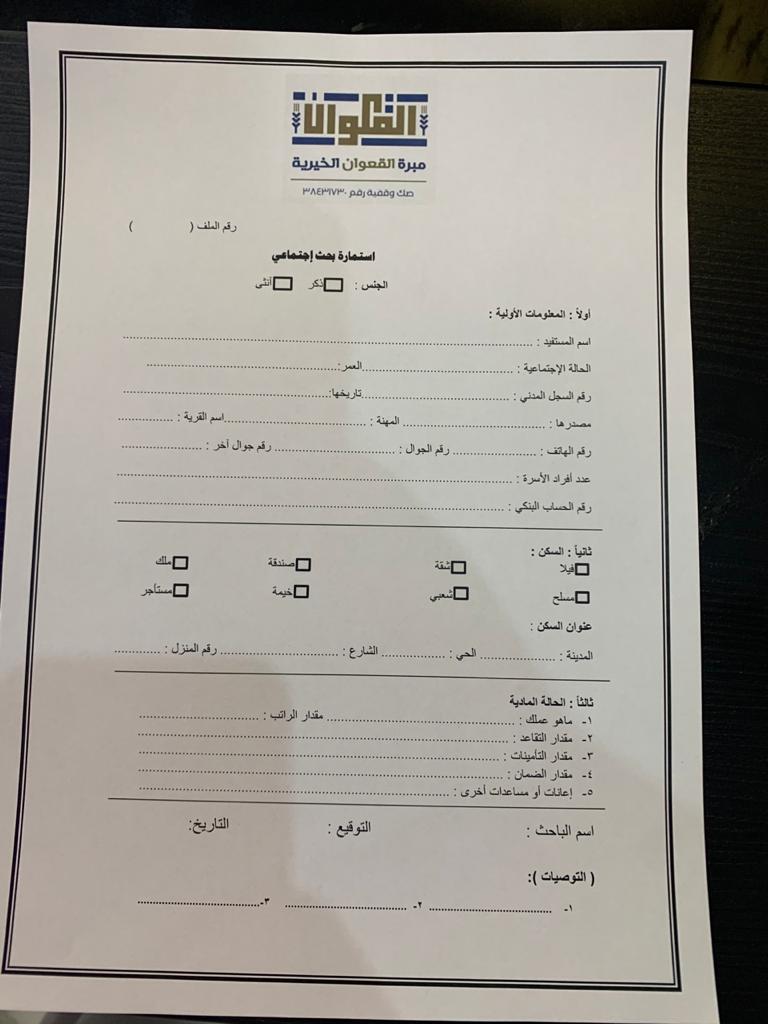 القعوان
مبرة القعوان الخيرية
صك وقفية رقم ٣٨٤٣١٧٣٠
رقم الملف ( )
استمارة بحث إجتماعي
الجنس : ذكر أنثى
أولاً : المعلومات الأولية :
اسم المستفيد : ........................................
الحالة الإجتماعية : ....................العمر:....................
رقم السجل المدني : ....................تاريخها:....................
مصدرها : .................... المهنة : ....................اسم القرية : ....................
رقم الهاتف : .................... رقم الجوال : .................... رقم جوال آخر : ....................
عدد أفراد الأسرة : ........................................
رقم الحساب البنكي : ........................................
ثانياً : السكن :
فيلا شقة صندقة ملك
مسلح شعبي خيمة مستأجر
عنوان السكن :
المدينة : .................... الحي : .................... الشارع : .................... رقم المنزل : ....................
ثالثاً : الحالة المادية
١- ماهو عملك : .................... مقدار الراتب : ....................
٢- مقدار التقاعد : ........................................
٣- مقدار التأمينات : ........................................
٤- مقدار الضمان : ........................................
٥- إعانات أو مساعدات أخرى : ........................................
اسم الباحث : التوقيع : التاريخ:
( التوصيات ):
١- .................... ٢- .................... ٣-....................